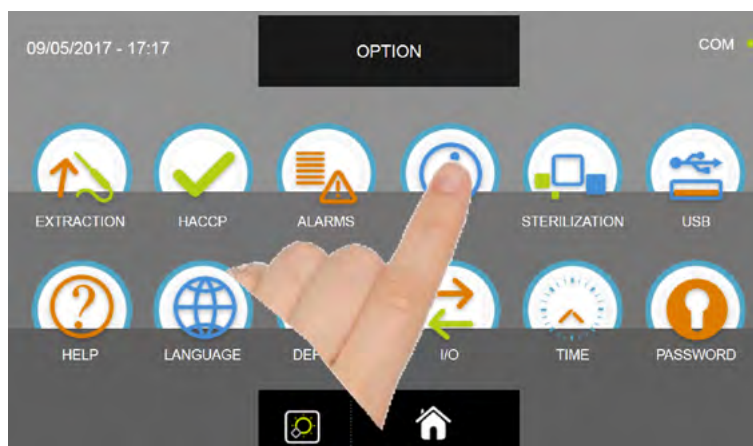 09/05/2017 - 17:17
OPTION
COM
EXTRACTION
HACCP
ALARMS
STERILIZATION
USB
HELP
LANGUAGE
I/O
TIME
PASSWORD